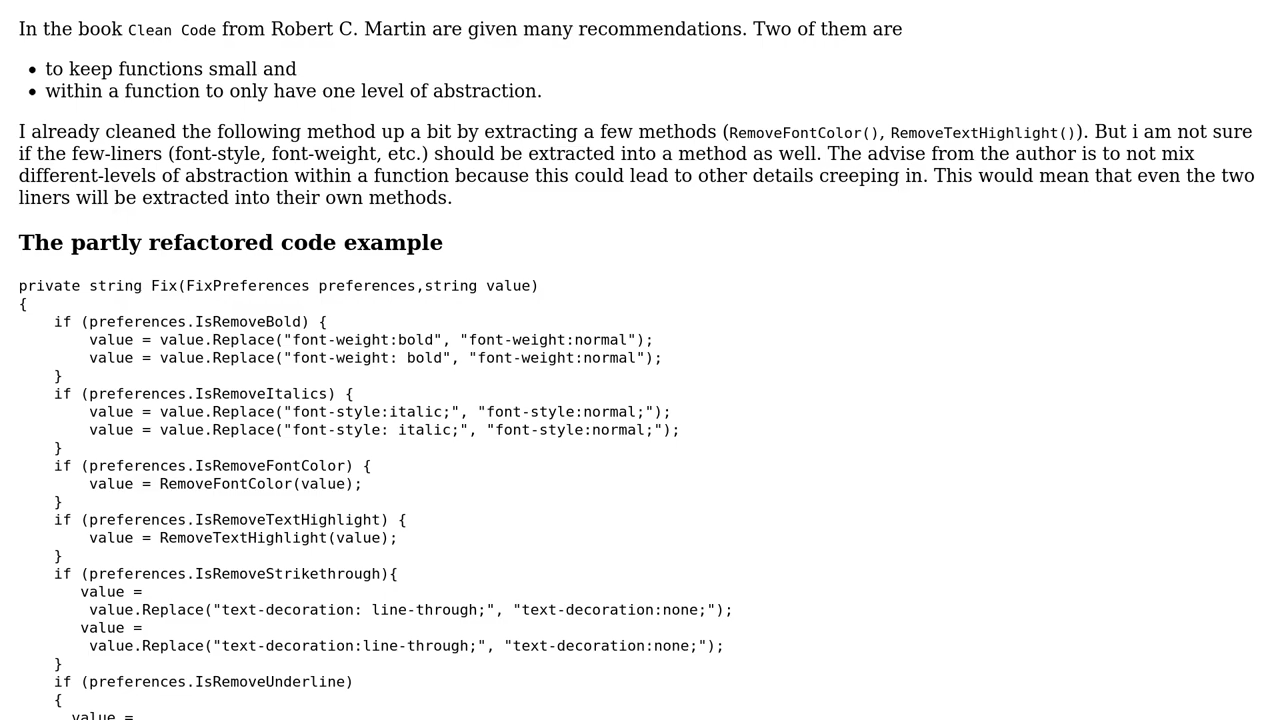 In the book Clean Code from Robert C. Martin are given many recommendations. Two of them are
• to keep functions small and
• within a function to only have one level of abstraction.
I already cleaned the following method up a bit by extracting a few methods (RemoveFontColor(), RemoveTextHighlight()). But i am not sure
if the few-liners (font-style, font-weight, etc.) should be extracted into a method as well. The advise from the author is to not mix
different-levels of abstraction within a function because this could lead to other details creeping in. This would mean that even the two
liners will be extracted into their own methods.
The partly refactored code example
private string Fix(FixPreferences preferences,string value)
{
    if (preferences.IsRemoveBold) {
        value = value.Replace("font-weight:bold", "font-weight:normal");
        value = value.Replace("font-weight: bold", "font-weight:normal");
    }
    if (preferences.IsRemoveItalics) {
        value = value.Replace("font-style:italic;", "font-style:normal;");
        value = value.Replace("font-style: italic;", "font-style:normal;");
    }
    if (preferences.IsRemoveFontColor) {
        value = RemoveFontColor(value);
    }
    if (preferences.IsRemoveTextHighlight) {
        value = RemoveTextHighlight(value);
    }
    if (preferences.IsRemoveStrikethrough){
       value =
        value.Replace("text-decoration: line-through;", "text-decoration:none;");
       value =
        value.Replace("text-decoration:line-through;", "text-decoration:none;");
    }
    if (preferences.IsRemoveUnderline)
    {
      value =